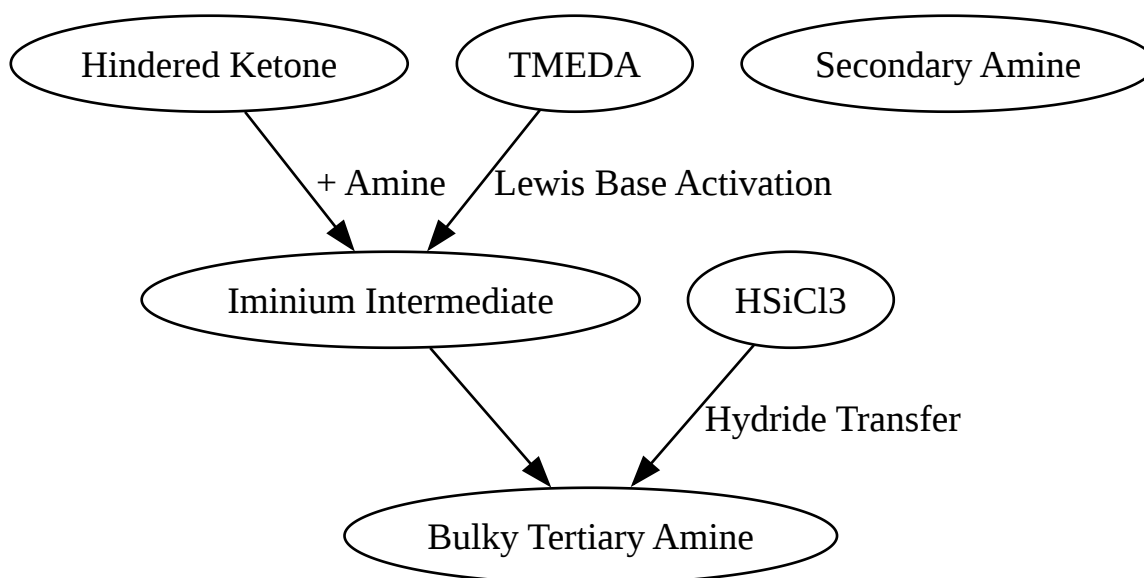 Hindered Ketone
TMEDA
Secondary Amine
+ Amine
Lewis Base Activation
Iminium Intermediate
HSiCl3
Hydride Transfer
Bulky Tertiary Amine